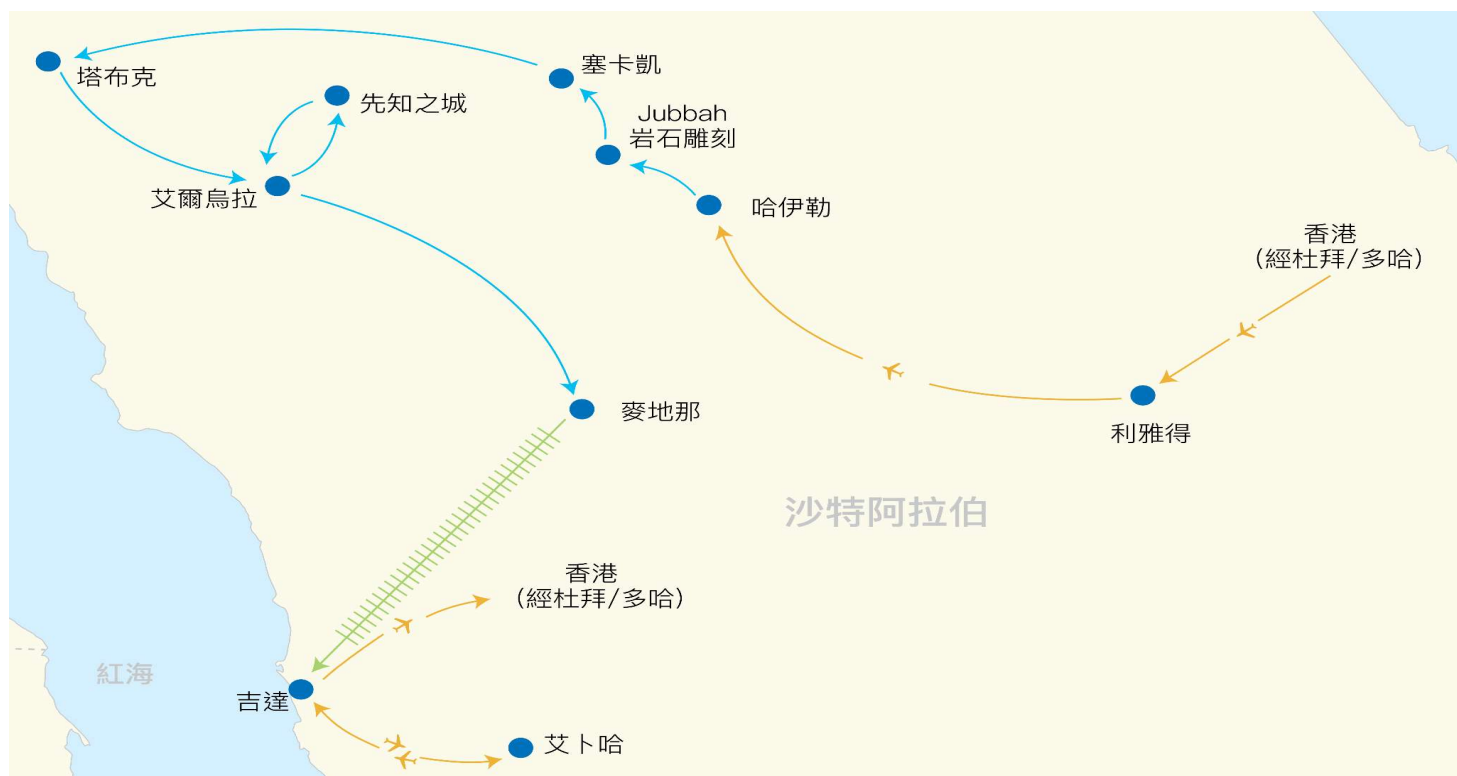 塔布克
塞卡凱
先知之城
Jubbah
岩石雕刻
艾爾烏拉
哈伊勒
香港
(經杜拜/多哈)
麥地那
利雅得
沙特阿拉伯
香港
(經杜拜/多哈)
紅海
吉達
艾卜哈